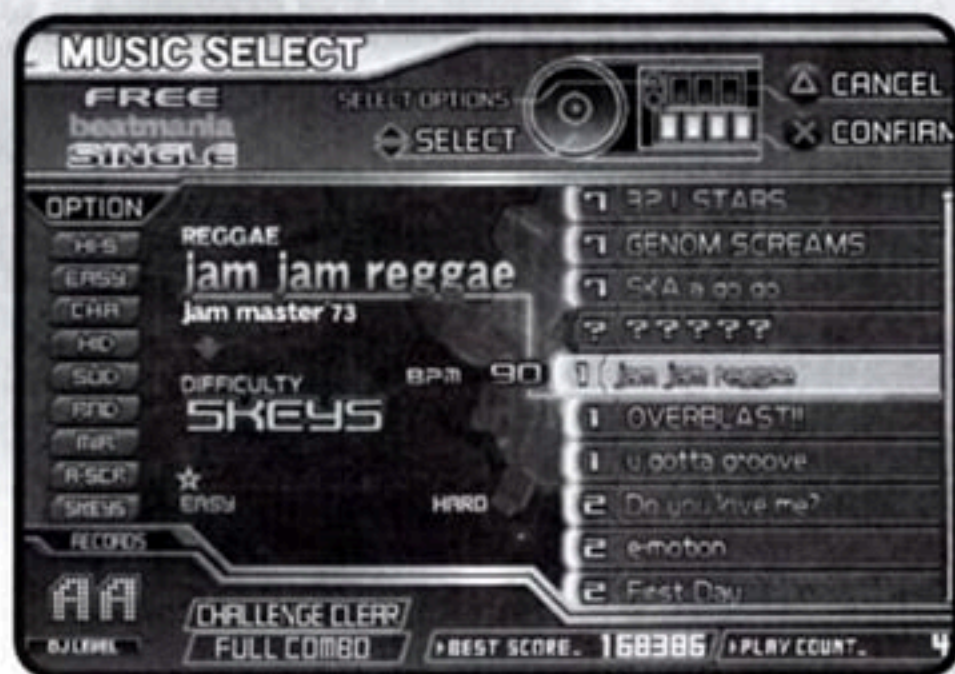 MUSIC SELECT
FREE
beatmania
SINGLE
SELECT OPTIONS
SELECT
CANCEL
CONFIRM
OPTION
HI-S
EASY
CHA
HID
SUD
RND
MIR
A-SCR
5KEYS
REGGAE
jam jam reggae
jam master'73
BPM 90
DIFFICULTY
5KEYS
EASY
HARD
7 321 STARS
7 GENOM SCREAMS
7 SKA a go go
? ?????
1 jam jam reggae
1 OVERBLAST!!
1 u gotta groove
2 Do you love me?
2 e-motion
2 First Day
RECORDS
AA
DJ LEVEL
CHALLENGE CLEAR
FULL COMBO
BEST SCORE 168386
PLAY COUNT 4